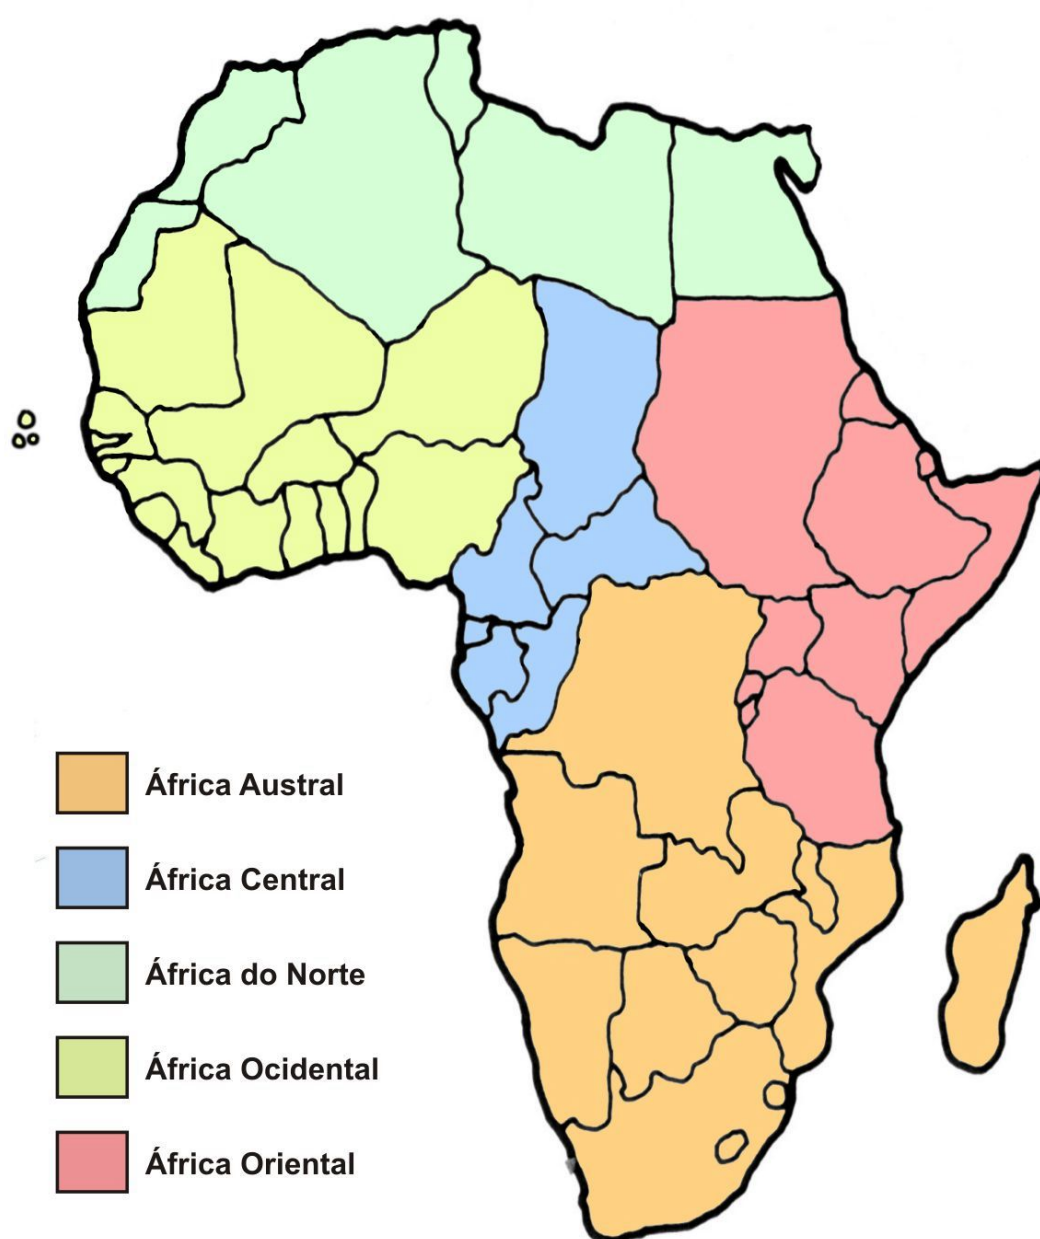 África Austral
África Central
África do Norte
África Ocidental
África Oriental